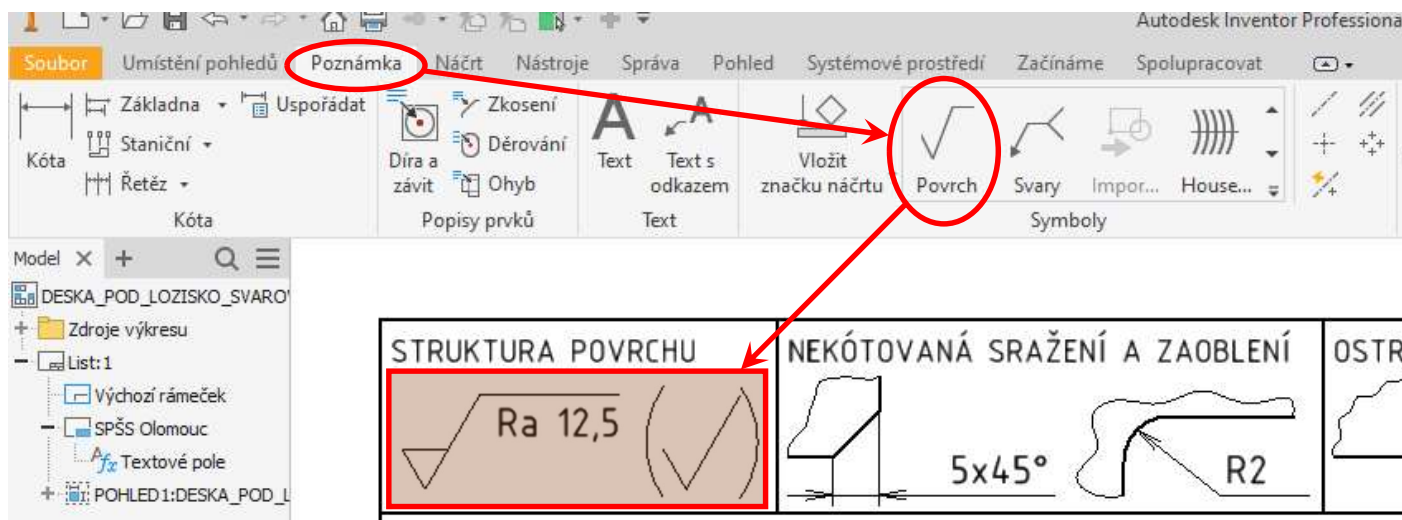 Autodesk Inventor Professiona
Soubor Umístění pohledů Poznámka Náčrt Nástroje Správa Pohled Systémové prostředí Začínáme Spolupracovat
Základna Uspořádat
Staniční
Kóta
Řetěz
Kóta
Zkosení
Díra a závit
Děrování
Ohyb
Popisy prvků
Text
Text s odkazem
Text
Vložit značku náčrtu
Povrch
Svary
Impor...
House...
Symboly
Model
DESKA_POD_LOZISKO_SVARO
Zdroje výkresu
List:1
Výchozí rámeček
SPŠS Olomouc
Textové pole
POHLED1:DESKA_POD_L
STRUKTURA POVRCHU
Ra 12,5
NEKÓTOVANÁ SRAŽENÍ A ZAOBLENÍ
5x45°
R2
OSTR